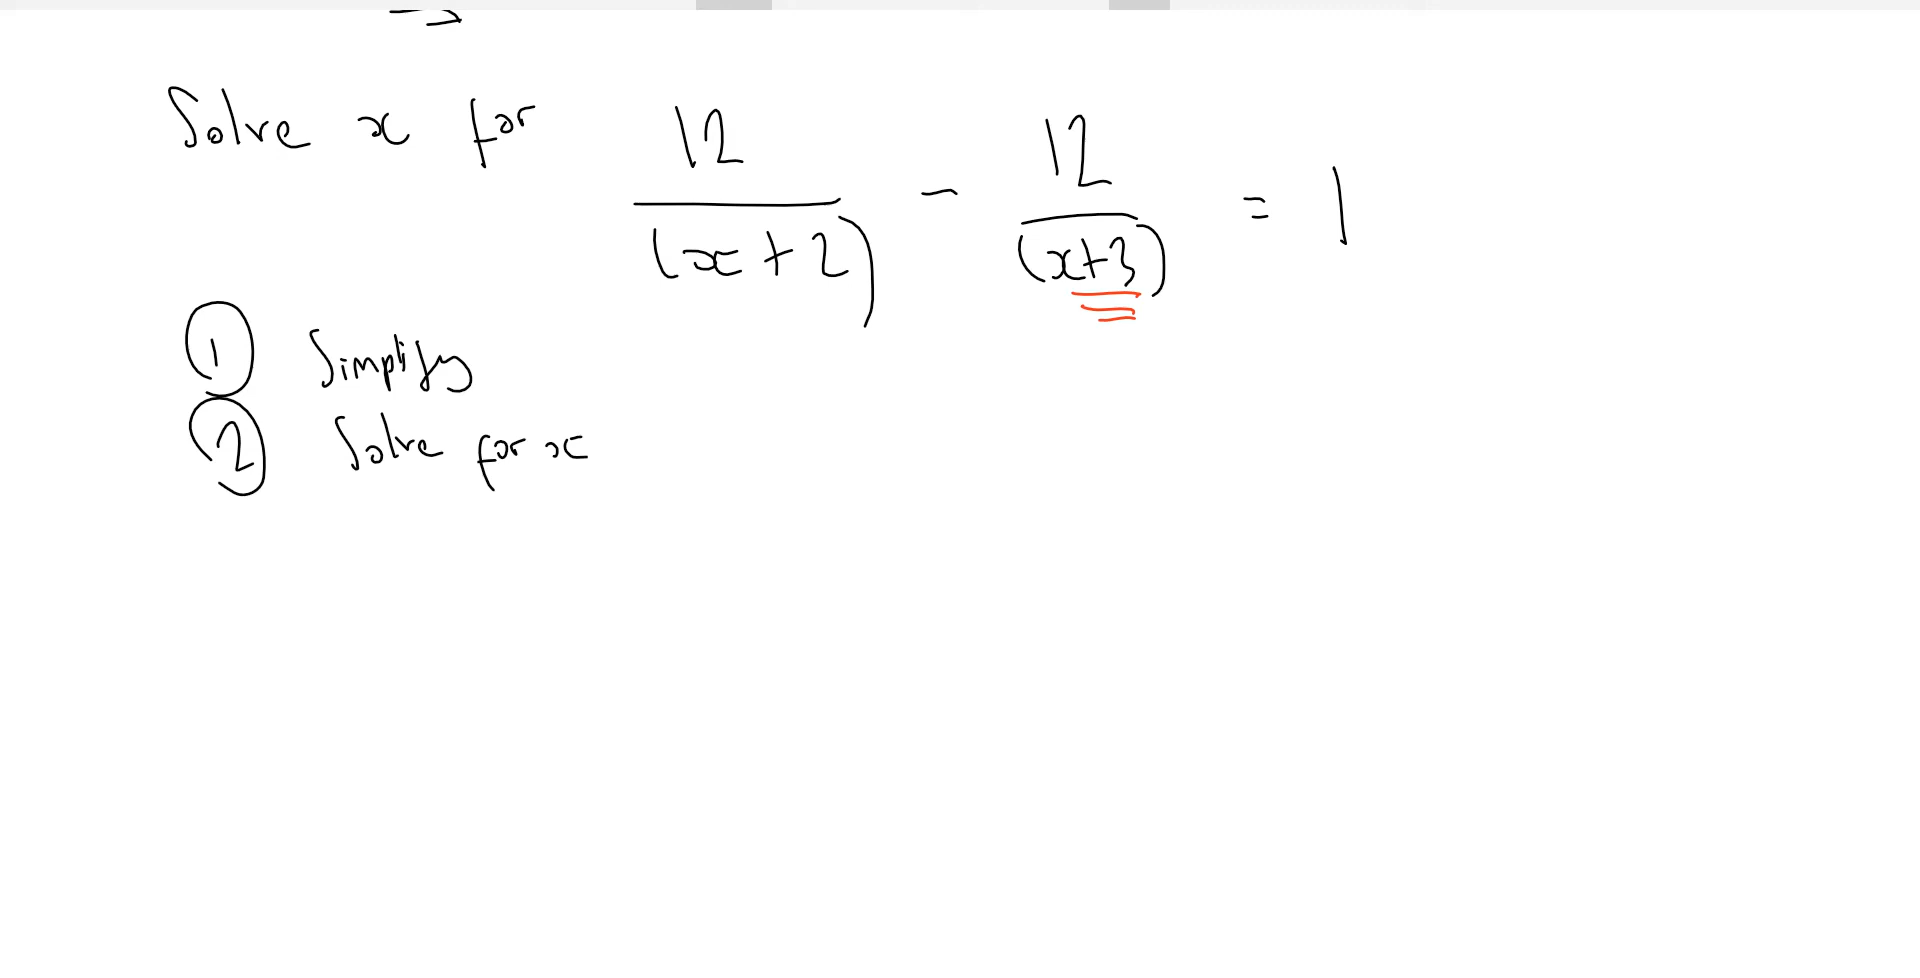 Solve x for 12/(x+2) - 12/(x+3) = 1
① Simplify
② Solve for x